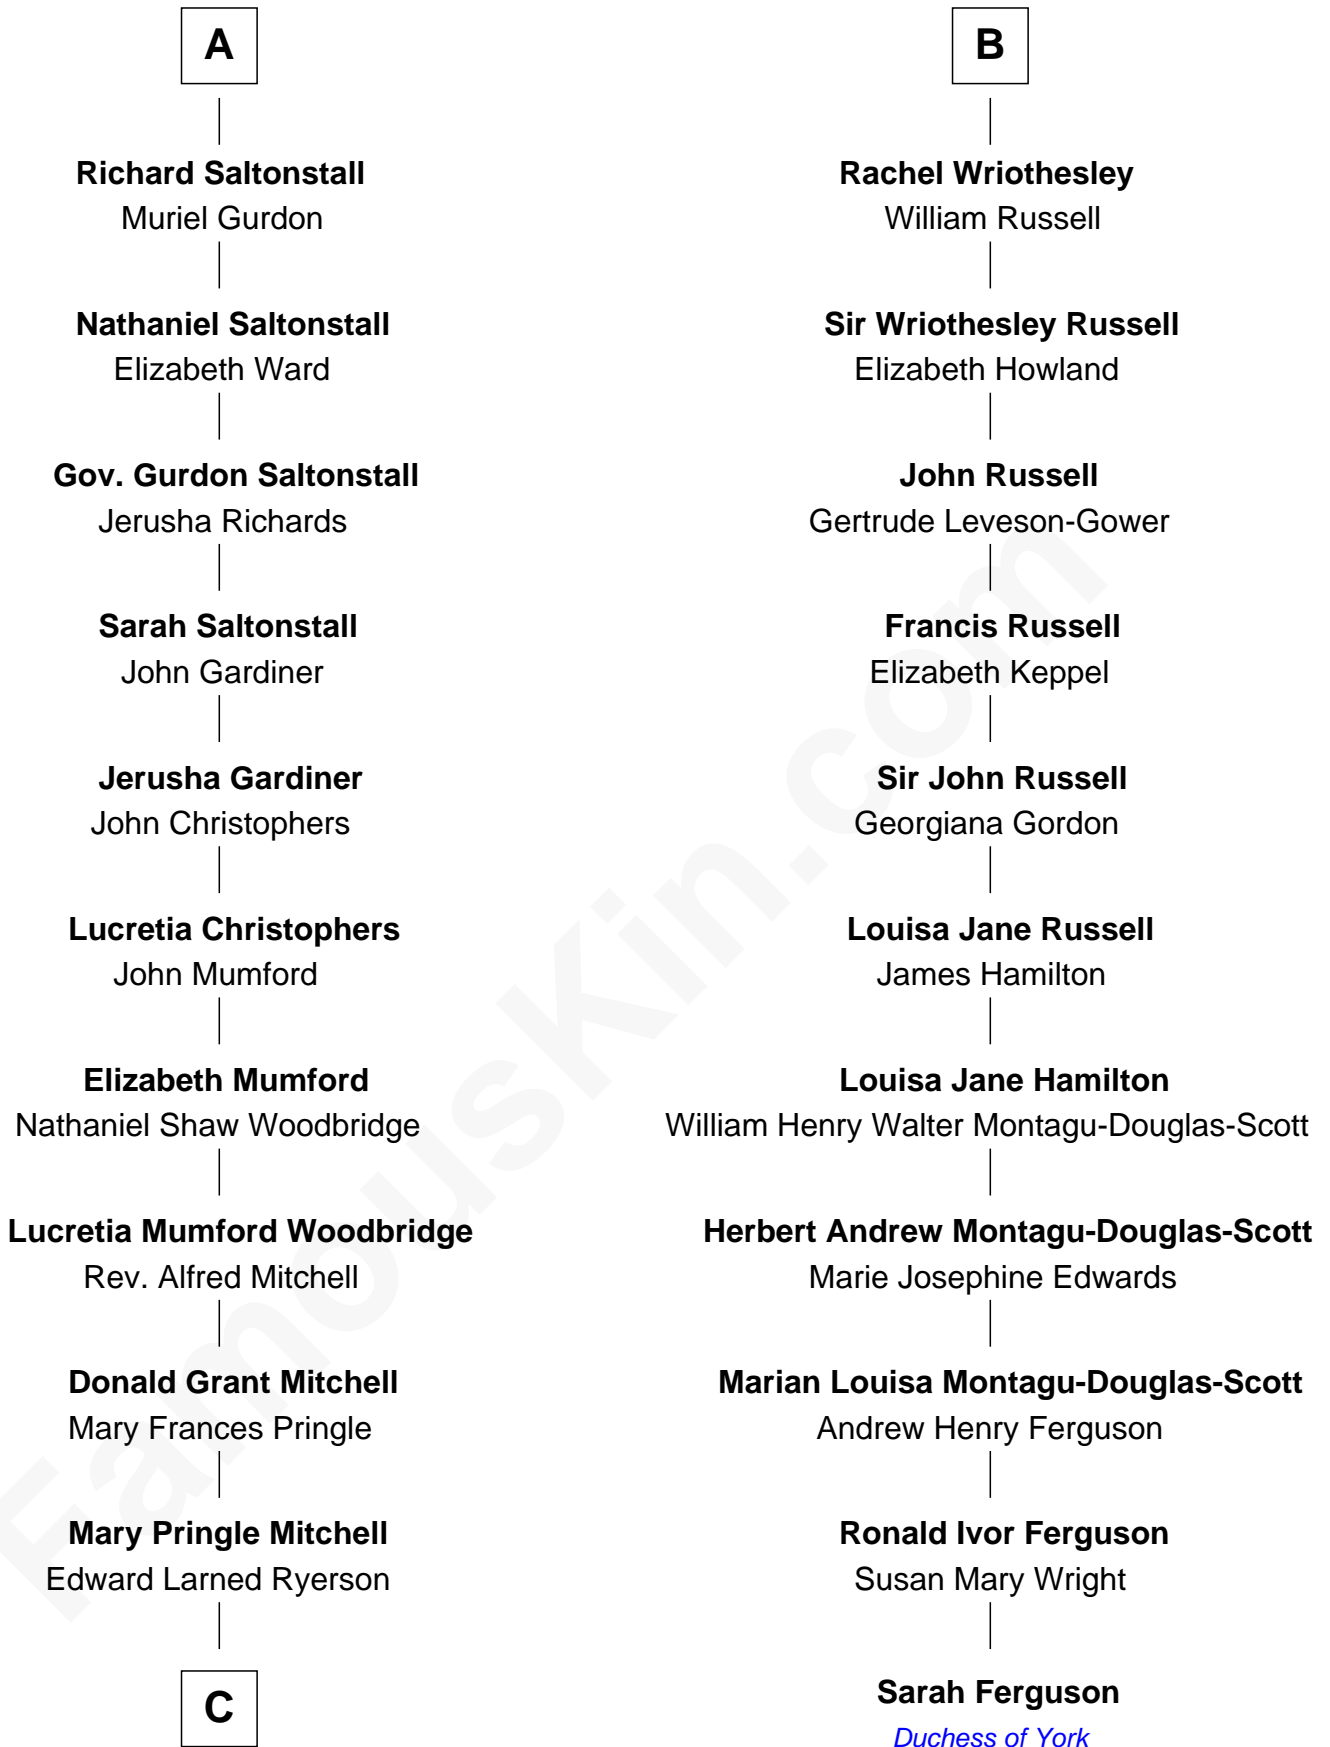 A
Richard Saltonstall
Muriel Gurdon
Nathaniel Saltonstall
Elizabeth Ward
Gov. Gurdon Saltonstall
Jerusha Richards
Sarah Saltonstall
John Gardiner
Jerusha Gardiner
John Christophers
Lucretia Christophers
John Mumford
Elizabeth Mumford
Nathaniel Shaw Woodbridge
Lucretia Mumford Woodbridge
Rev. Alfred Mitchell
Donald Grant Mitchell
Mary Frances Pringle
Mary Pringle Mitchell
Edward Larned Ryerson
C
B
Rachel Wriothesley
William Russell
Sir Wriothesley Russell
Elizabeth Howland
John Russell
Gertrude Leveson-Gower
Francis Russell
Elizabeth Keppel
Sir John Russell
Georgiana Gordon
Louisa Jane Russell
James Hamilton
Louisa Jane Hamilton
William Henry Walter Montagu-Douglas-Scott
Herbert Andrew Montagu-Douglas-Scott
Marie Josephine Edwards
Marian Louisa Montagu-Douglas-Scott
Andrew Henry Ferguson
Ronald Ivor Ferguson
Susan Mary Wright
Sarah Ferguson
Duchess of York
FamousKin.com